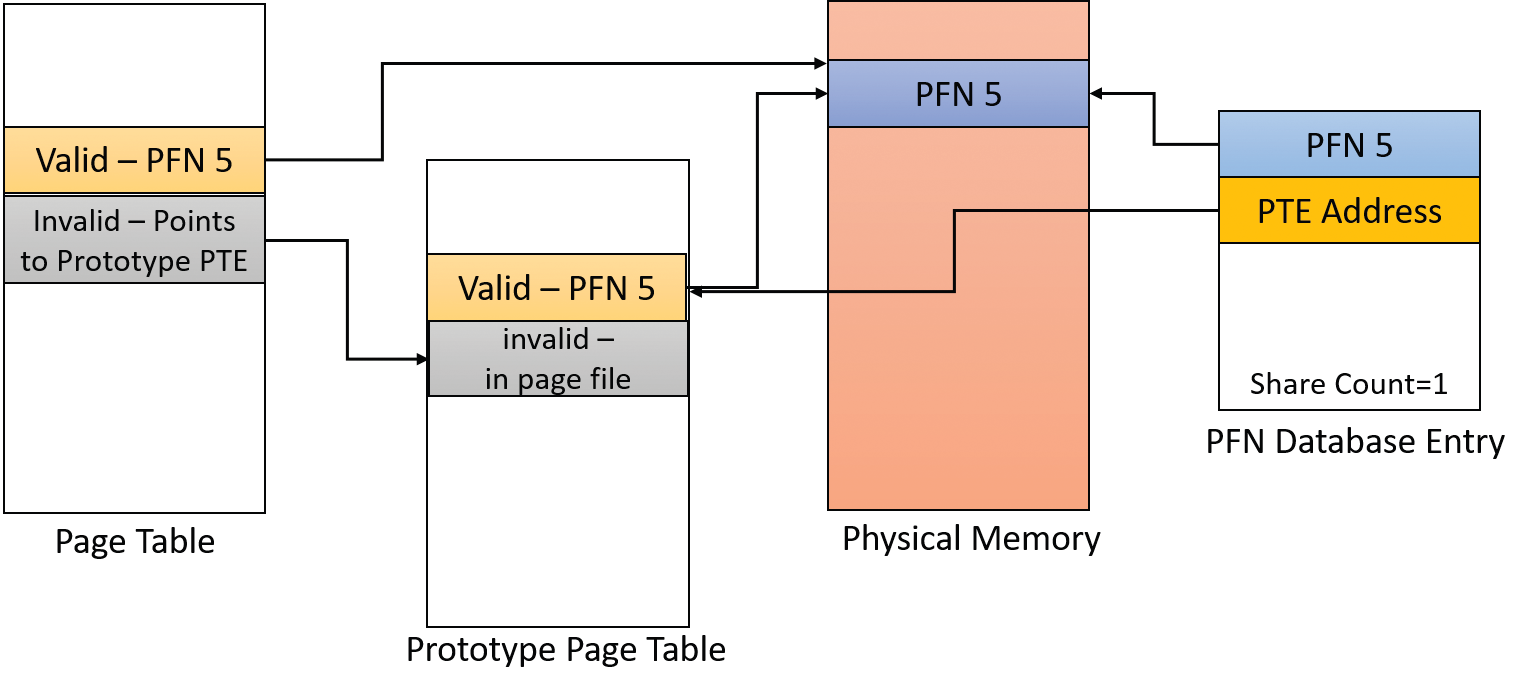 Valid – PFN 5
Invalid – Points
to Prototype PTE
Page Table
Valid – PFN 5
invalid –
in page file
Prototype Page Table
PFN 5
Physical Memory
PFN 5
PTE Address
Share Count=1
PFN Database Entry